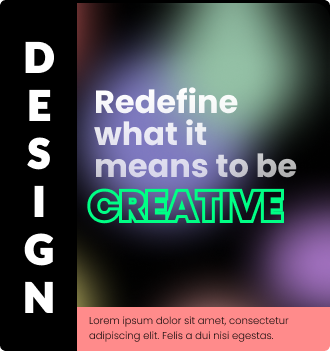 DESIGN
Redefine
what it
means to be
CREATIVE
Lorem ipsum dolor sit amet, consectetur
adipiscing elit. Felis a dui nisi egestas.